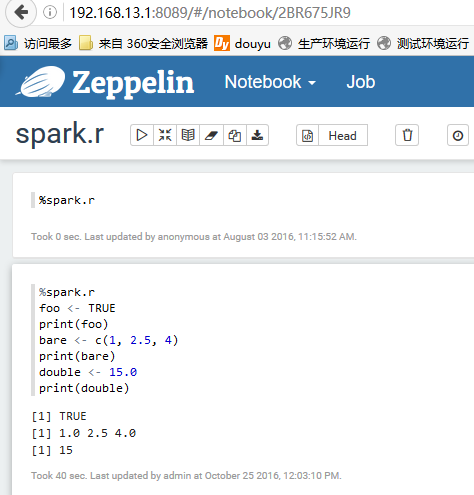 192.168.13.1:8089/#/notebook/2BR675JR9
访问最多 来自 360安全浏览器 douyu 生产环境运行 测试环境运行
Zeppelin Notebook Job
spark.r Head
%spark.r
Took 0 sec. Last updated by anonymous at August 03 2016, 11:15:52 AM.
%spark.r
foo <- TRUE
print(foo)
bare <- c(1, 2.5, 4)
print(bare)
double <- 15.0
print(double)
[1] TRUE
[1] 1.0 2.5 4.0
[1] 15
Took 40 sec. Last updated by admin at October 25 2016, 12:03:10 PM.